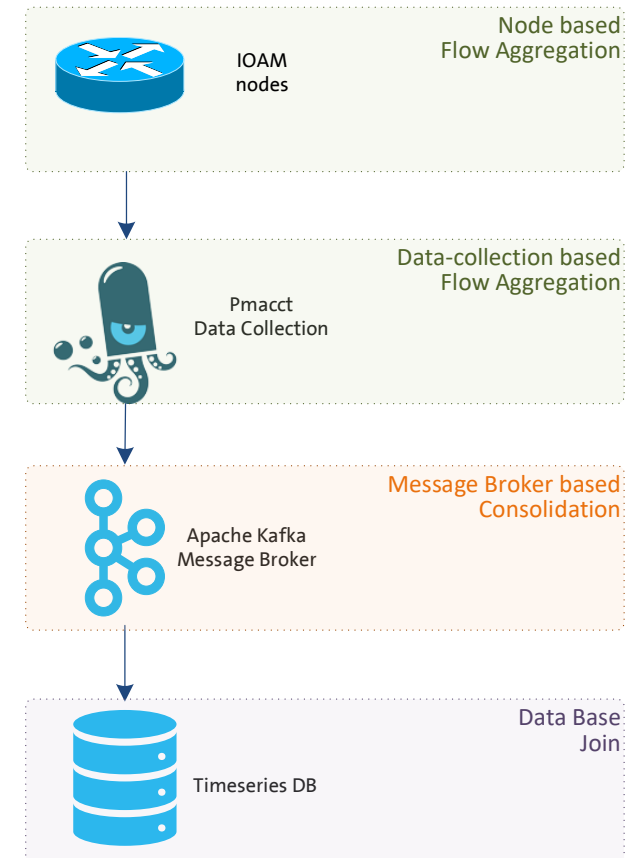 Node based
Flow Aggregation
IOAM
nodes
Data-collection based
Flow Aggregation
Pmacct
Data Collection
Message Broker based
Consolidation
Apache Kafka
Message Broker
Data Base
Join
Timeseries DB